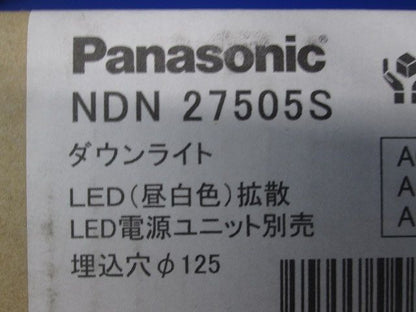 Panasonic
NDN 27505S
ダウンライト
LED(昼白色)拡散
LED電源ユニット別売
埋込穴φ125
A
A
A